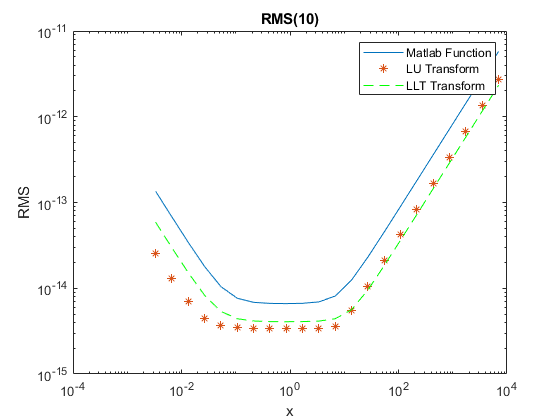 RMS(10)
10^-11
10^-12
10^-13
10^-14
10^-15
RMS
Matlab Function
LU Transform
LLT Transform
10^-4 10^-2 10^0 10^2 10^4
x